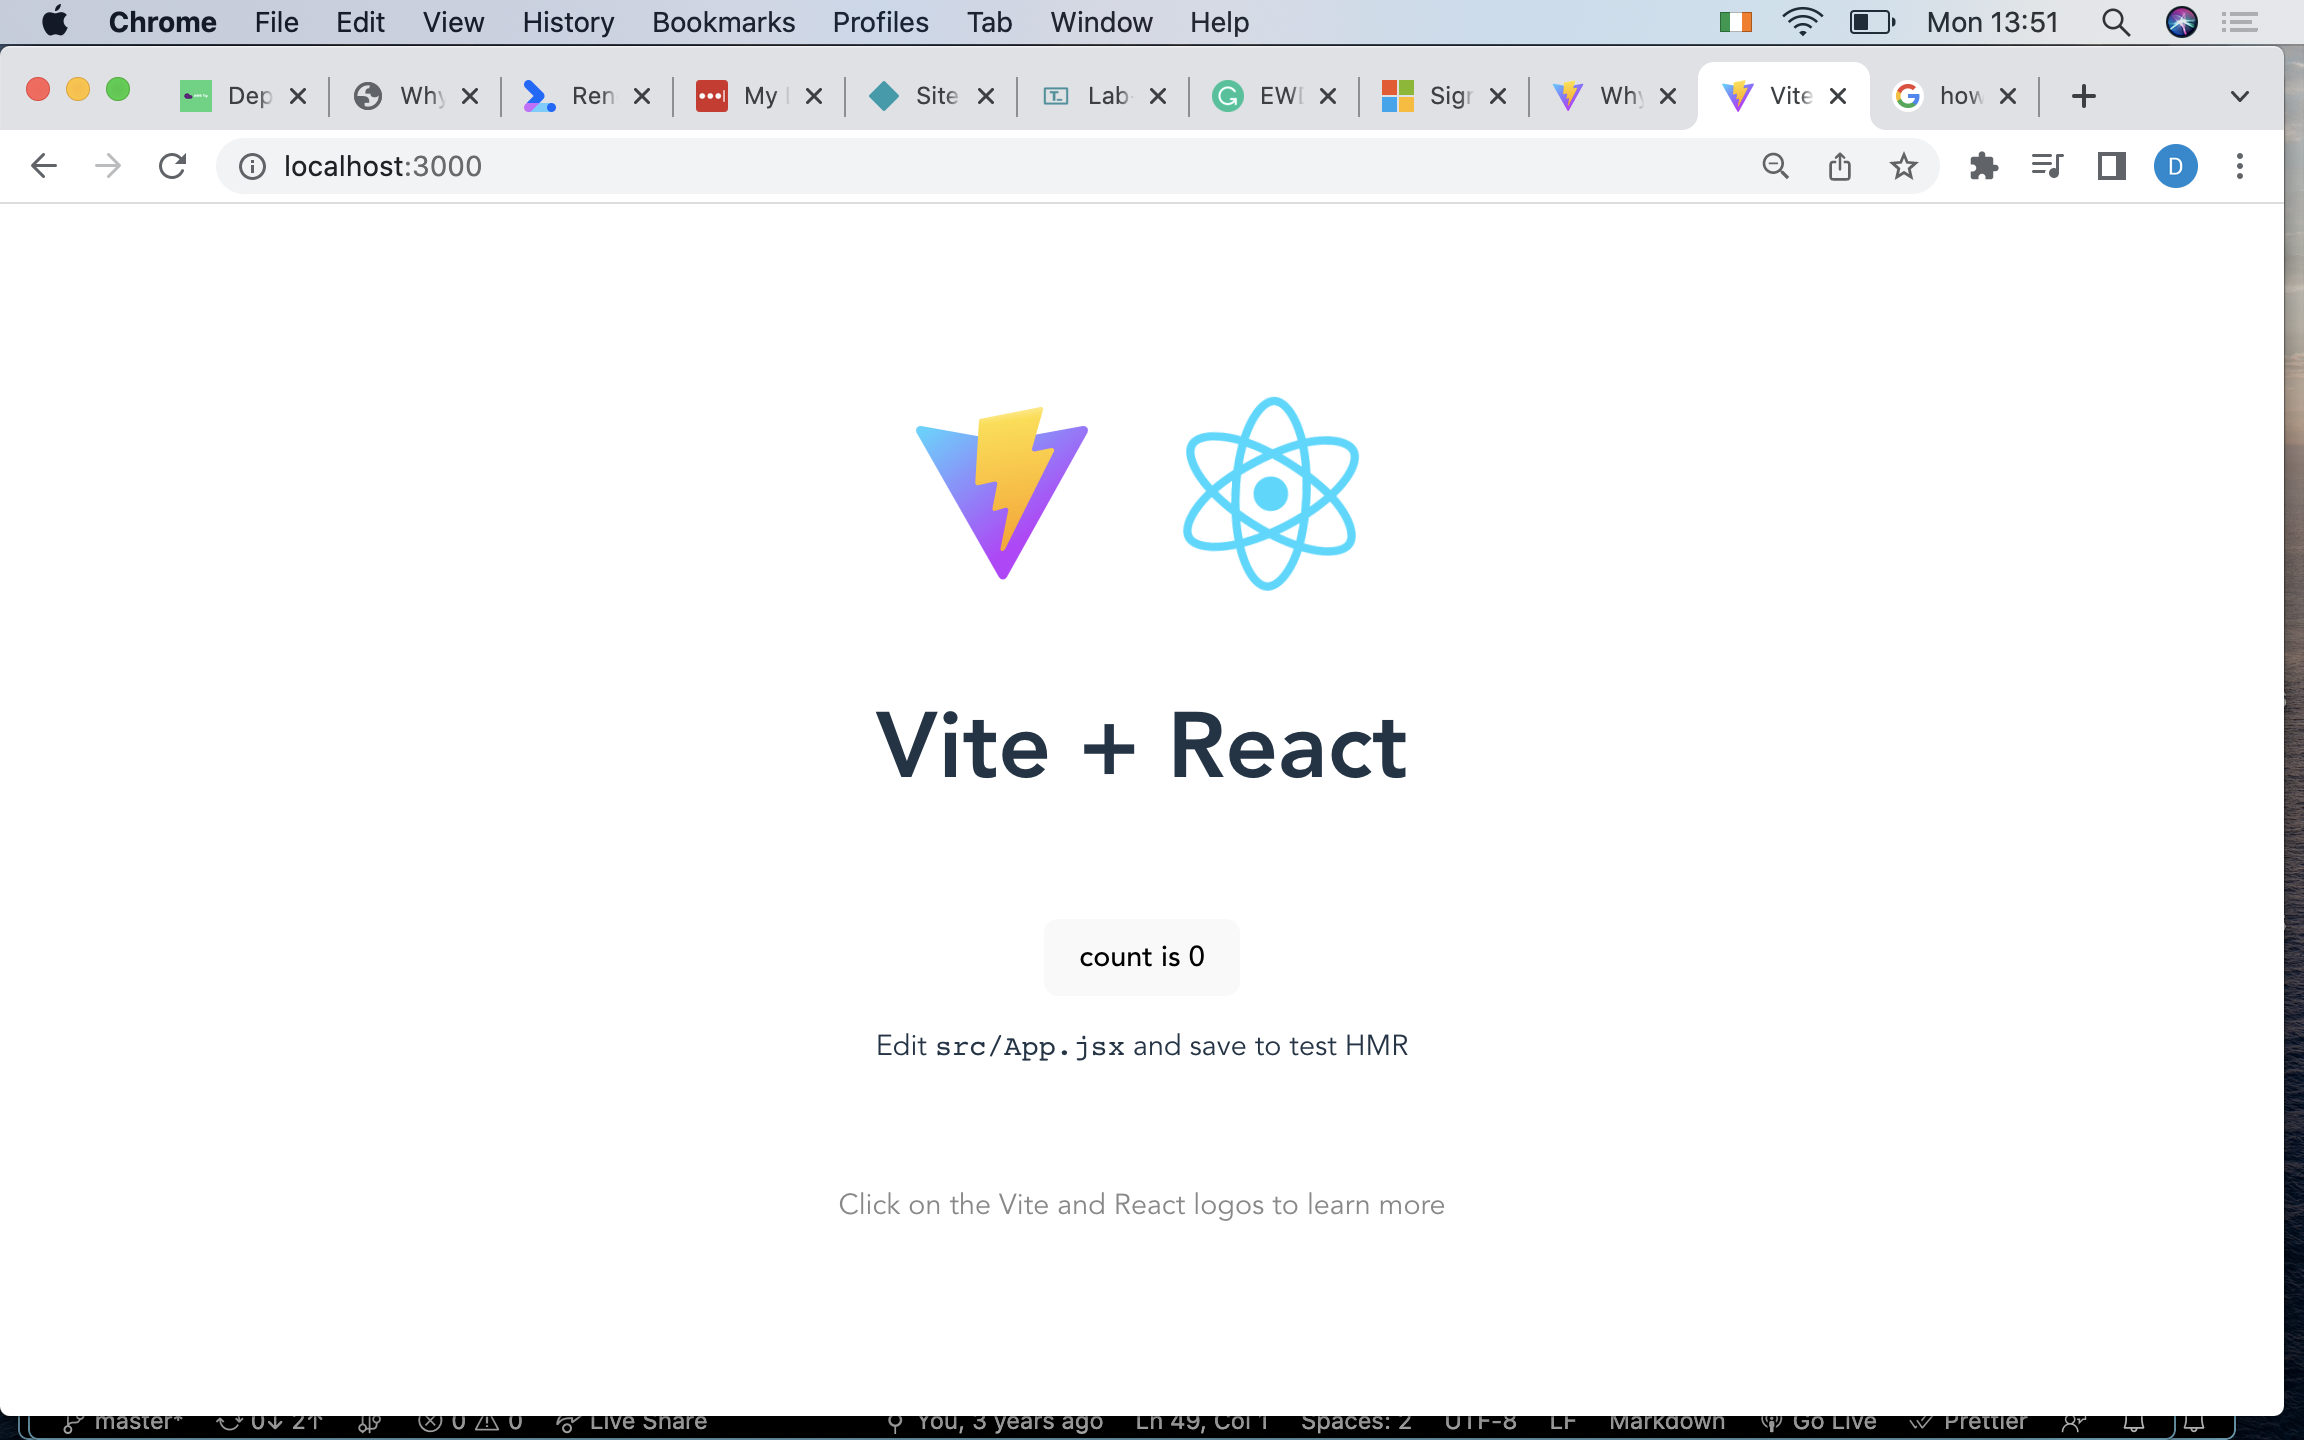 Chrome File Edit View History Bookmarks Profiles Tab Window Help Mon 13:51
Dep Why Ren My Site Lab EWD Sign Why Vite how
localhost:3000
D
Vite + React
count is 0
Edit src/App.jsx and save to test HMR
Click on the Vite and React logos to learn more
master* 0↓ 2↑ 0 0 Live Share You, 3 years ago Ln 49, Col 1 Spaces: 2 UTF-8 LF Markdown Go Live Prettier